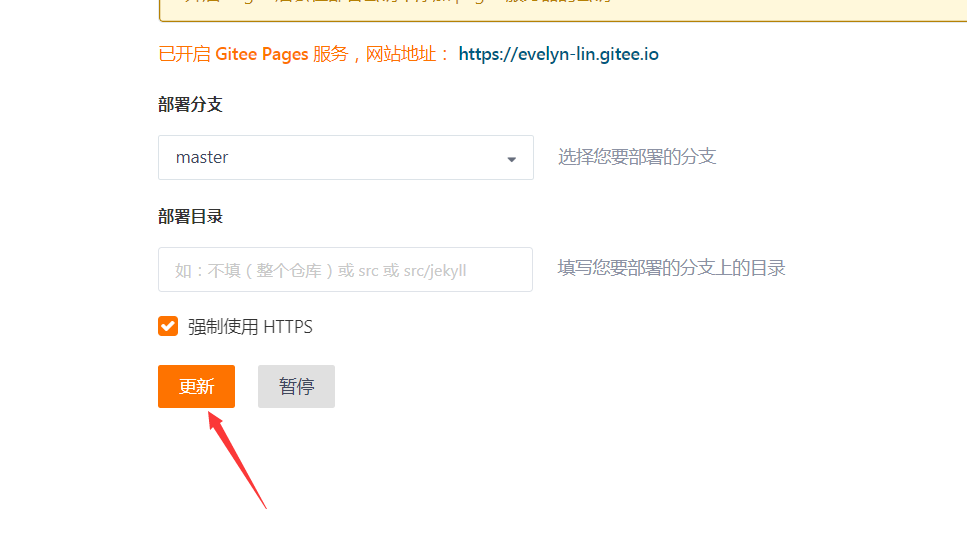 已开启 Gitee Pages 服务，网站地址： https://evelyn-lin.gitee.io
部署分支
master
选择您要部署的分支
部署目录
如：不填（整个仓库）或 src 或 src/jekyll
填写您要部署的分支上的目录
强制使用 HTTPS
更新
暂停